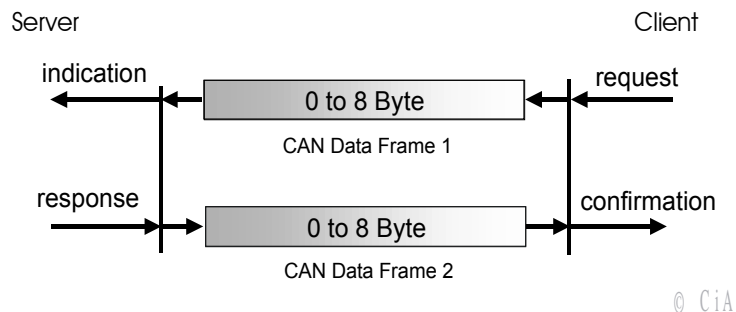 Server Client
indication request
0 to 8 Byte
CAN Data Frame 1
response confirmation
0 to 8 Byte
CAN Data Frame 2
© CiA